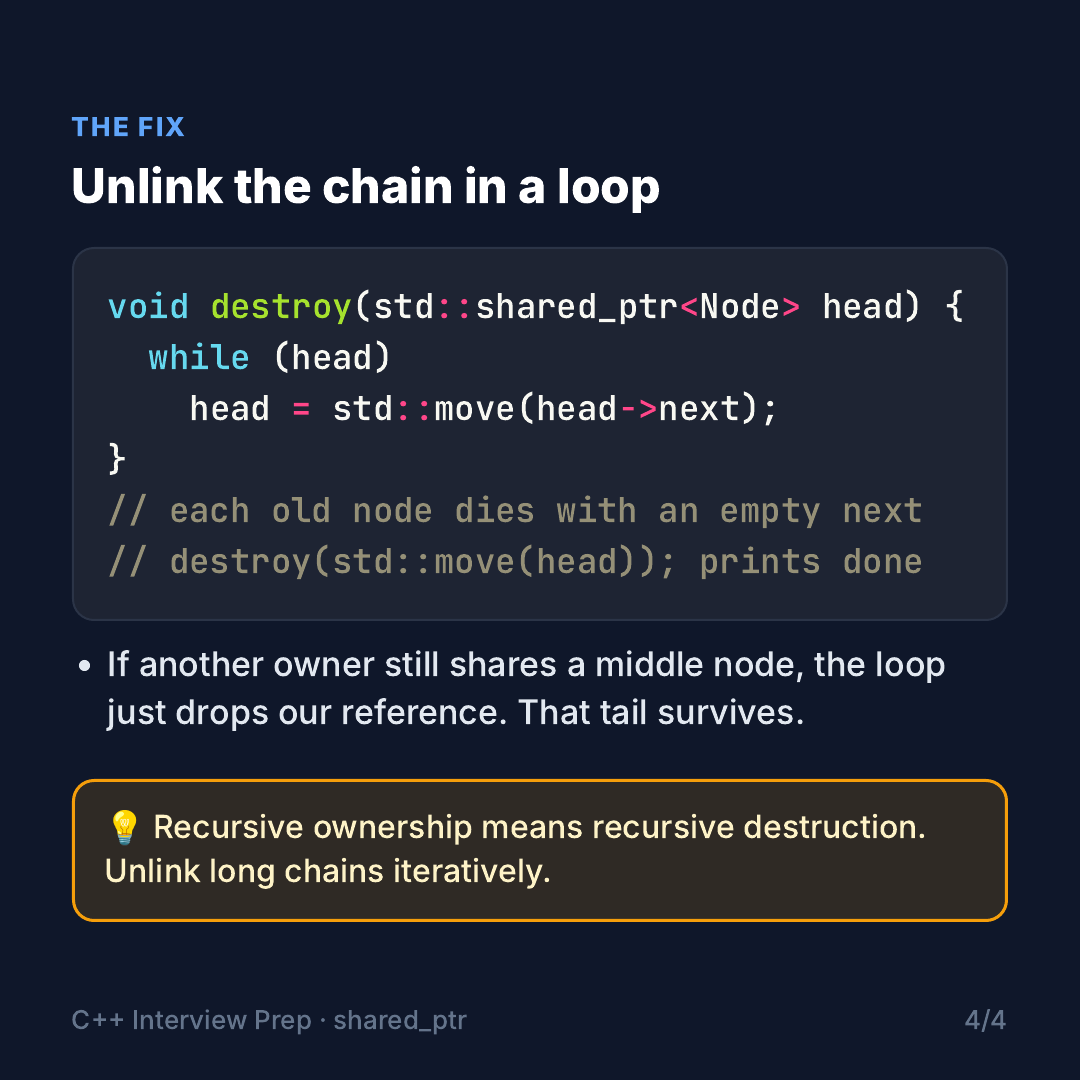 THE FIX
Unlink the chain in a loop
void destroy(std::shared_ptr<Node> head) {
  while (head)
    head = std::move(head->next);
}
// each old node dies with an empty next
// destroy(std::move(head)); prints done
• If another owner still shares a middle node, the loop
just drops our reference. That tail survives.
💡 Recursive ownership means recursive destruction.
Unlink long chains iteratively.
C++ Interview Prep · shared_ptr
4/4